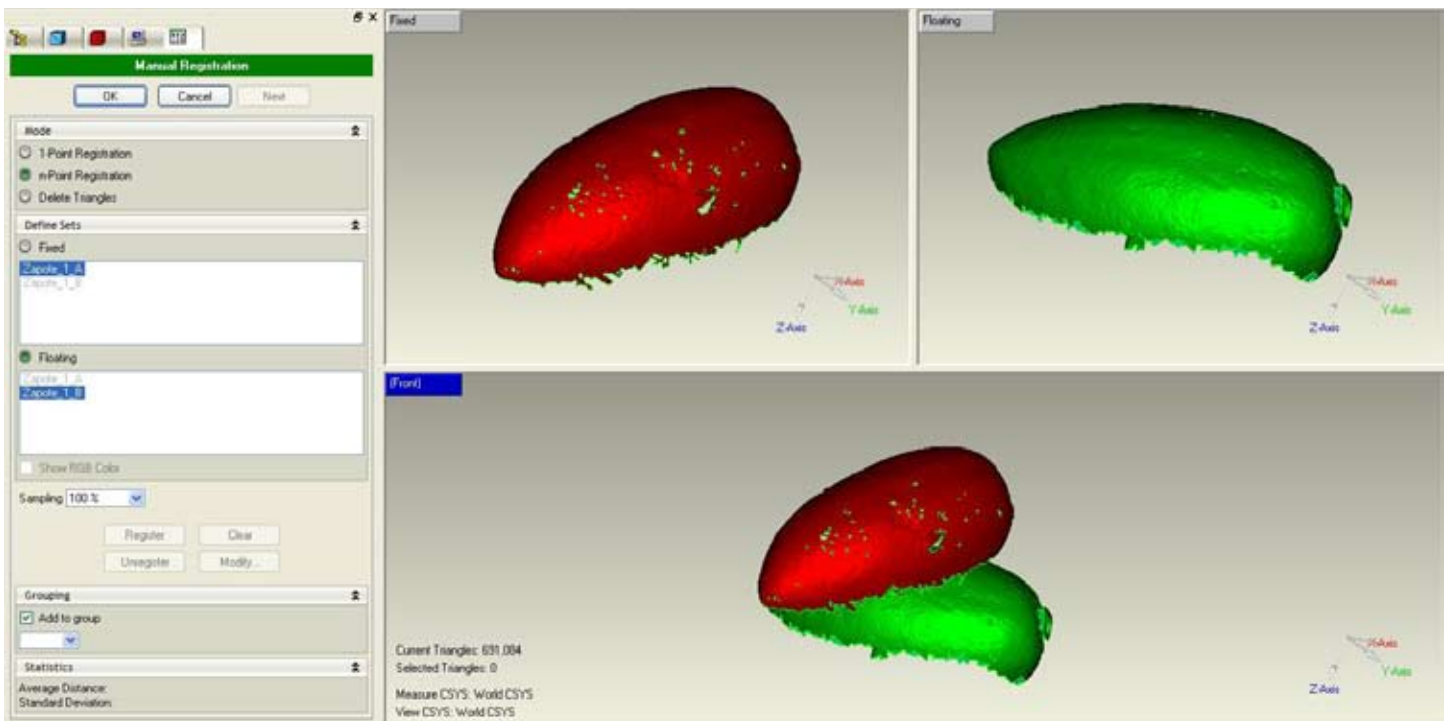 Manual Registration
OK Cancel Next
Mode
1-Point Registration
n-Point Registration
Delete Triangles
Define Sets
Fixed
Zapote_1_A
Zapote_1_B
Floating
Zapote_1_A
Zapote_1_B
Show RGB Color
Sampling 100 %
Register Clear
Unregister Modify...
Grouping
Add to group
Statistics
Average Distance:
Standard Deviation:
Fixed
X-Axis
Y-Axis
Z-Axis
Floating
X-Axis
Y-Axis
Z-Axis
(Front)
Current Triangles: 691,084
Selected Triangles: 0
Measure CSYS: World CSYS
View CSYS: World CSYS
X-Axis
Y-Axis
Z-Axis